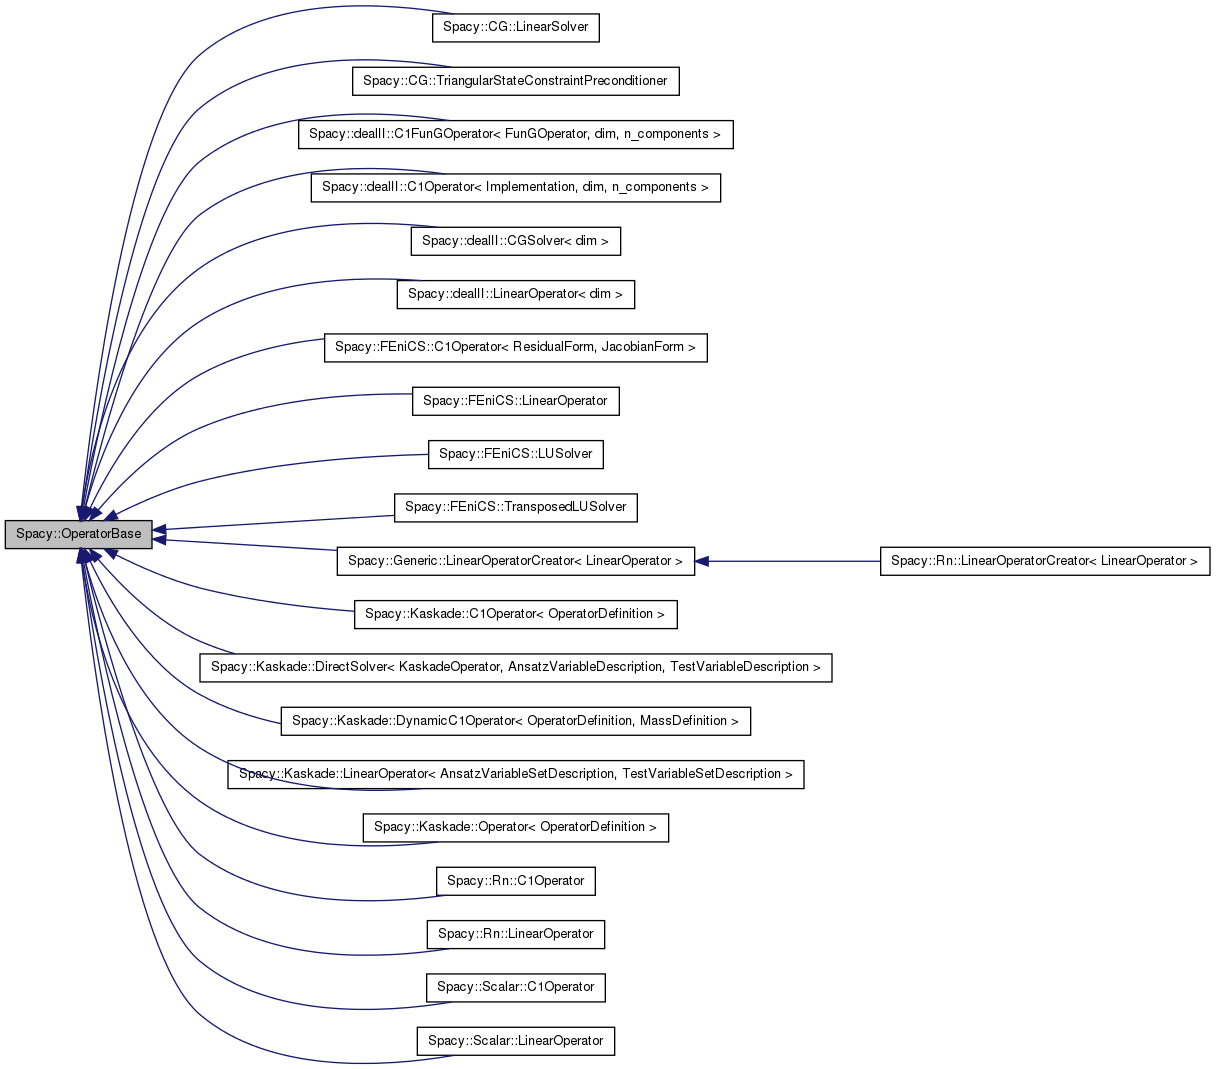 Spacy::CG::LinearSolver
Spacy::CG::TriangularStateConstraintPreconditioner
Spacy::dealII::C1FunGOperator< FunGOperator, dim, n_components >
Spacy::dealII::C1Operator< Implementation, dim, n_components >
Spacy::dealII::CGSolver< dim >
Spacy::dealII::LinearOperator< dim >
Spacy::FEniCS::C1Operator< ResidualForm, JacobianForm >
Spacy::FEniCS::LinearOperator
Spacy::FEniCS::LUSolver
Spacy::FEniCS::TransposedLUSolver
Spacy::OperatorBase
Spacy::Generic::LinearOperatorCreator< LinearOperator >
Spacy::Rn::LinearOperatorCreator< LinearOperator >
Spacy::Kaskade::C1Operator< OperatorDefinition >
Spacy::Kaskade::DirectSolver< KaskadeOperator, AnsatzVariableDescription, TestVariableDescription >
Spacy::Kaskade::DynamicC1Operator< OperatorDefinition, MassDefinition >
Spacy::Kaskade::LinearOperator< AnsatzVariableSetDescription, TestVariableSetDescription >
Spacy::Kaskade::Operator< OperatorDefinition >
Spacy::Rn::C1Operator
Spacy::Rn::LinearOperator
Spacy::Scalar::C1Operator
Spacy::Scalar::LinearOperator